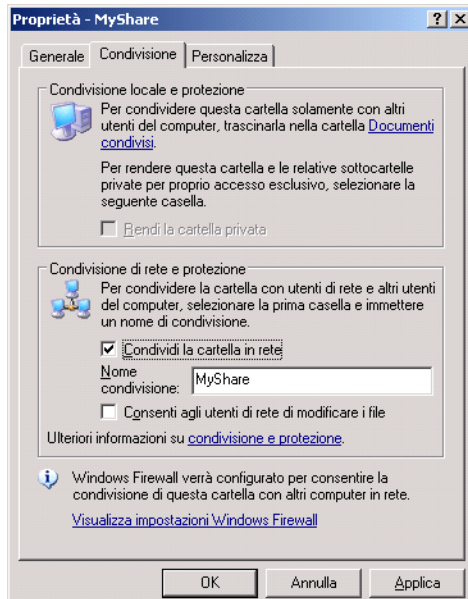 Proprietà - MyShare
Generale Condivisione Personalizza
Condivisione locale e protezione
Per condividere questa cartella solamente con altri
utenti del computer, trascinarla nella cartella Documenti
condivisi.
Per rendere questa cartella e le relative sottocartelle
private per proprio accesso esclusivo, selezionare la
seguente casella.
Rendi la cartella privata
Condivisione di rete e protezione
Per condividere la cartella con utenti di rete e altri utenti
del computer, selezionare la prima casella e immettere
un nome di condivisione.
Condividi la cartella in rete
Nome
condivisione: MyShare
Consenti agli utenti di rete di modificare i file
Ulteriori informazioni su condivisione e protezione.
Windows Firewall verrà configurato per consentire la
condivisione di questa cartella con altri computer in rete.
Visualizza impostazioni Windows Firewall
OK Annulla Applica